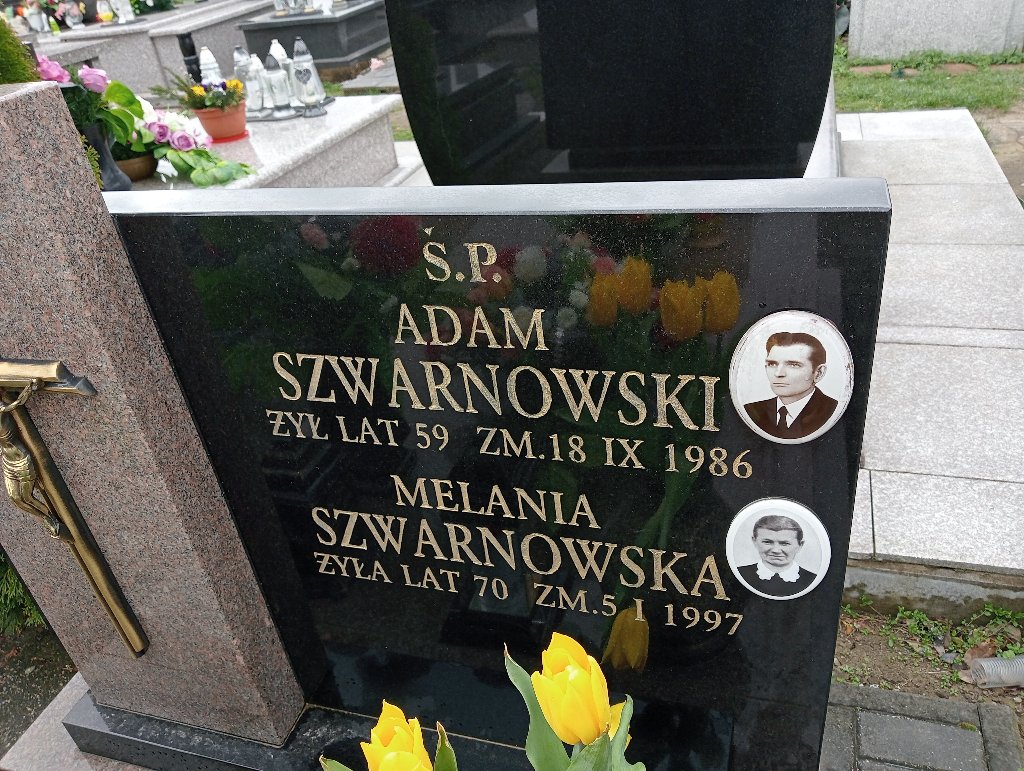 Ś.P.
ADAM
SZWARNOWSKI
ŻYŁ LAT 59 ZM.18 IX 1986
MELANIA
SZWARNOWSKA
ŻYŁA LAT 70 ZM.5 I 1997